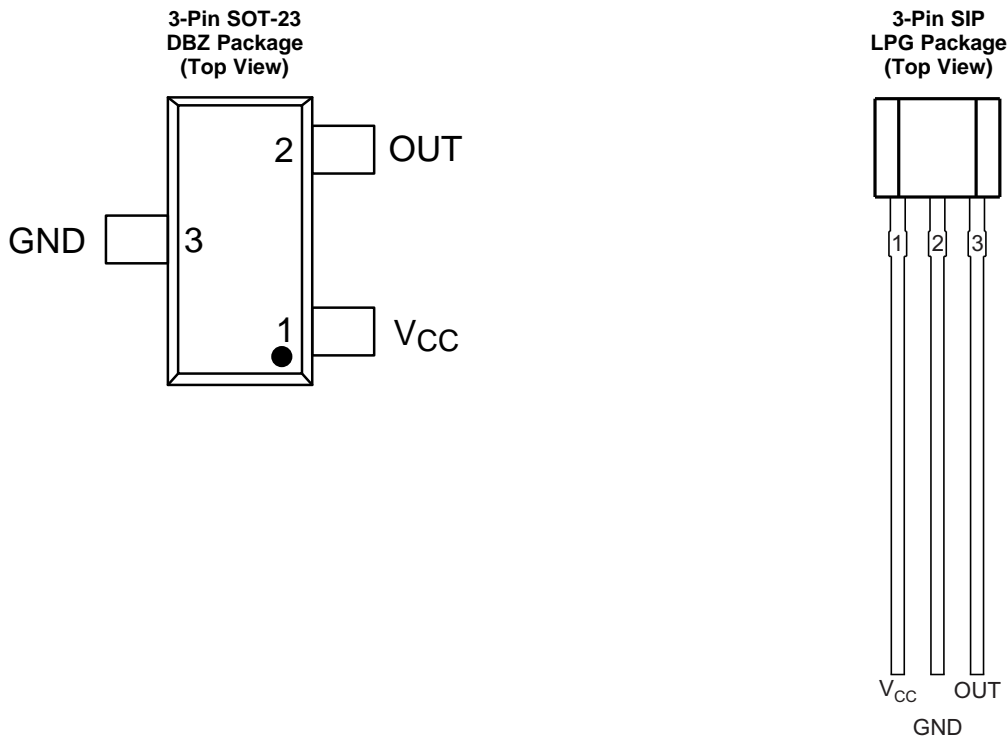 3-Pin SOT-23
DBZ Package
(Top View)
2
OUT
GND
3
1
VCC
3-Pin SIP
LPG Package
(Top View)
1
2
3
VCC
OUT
GND